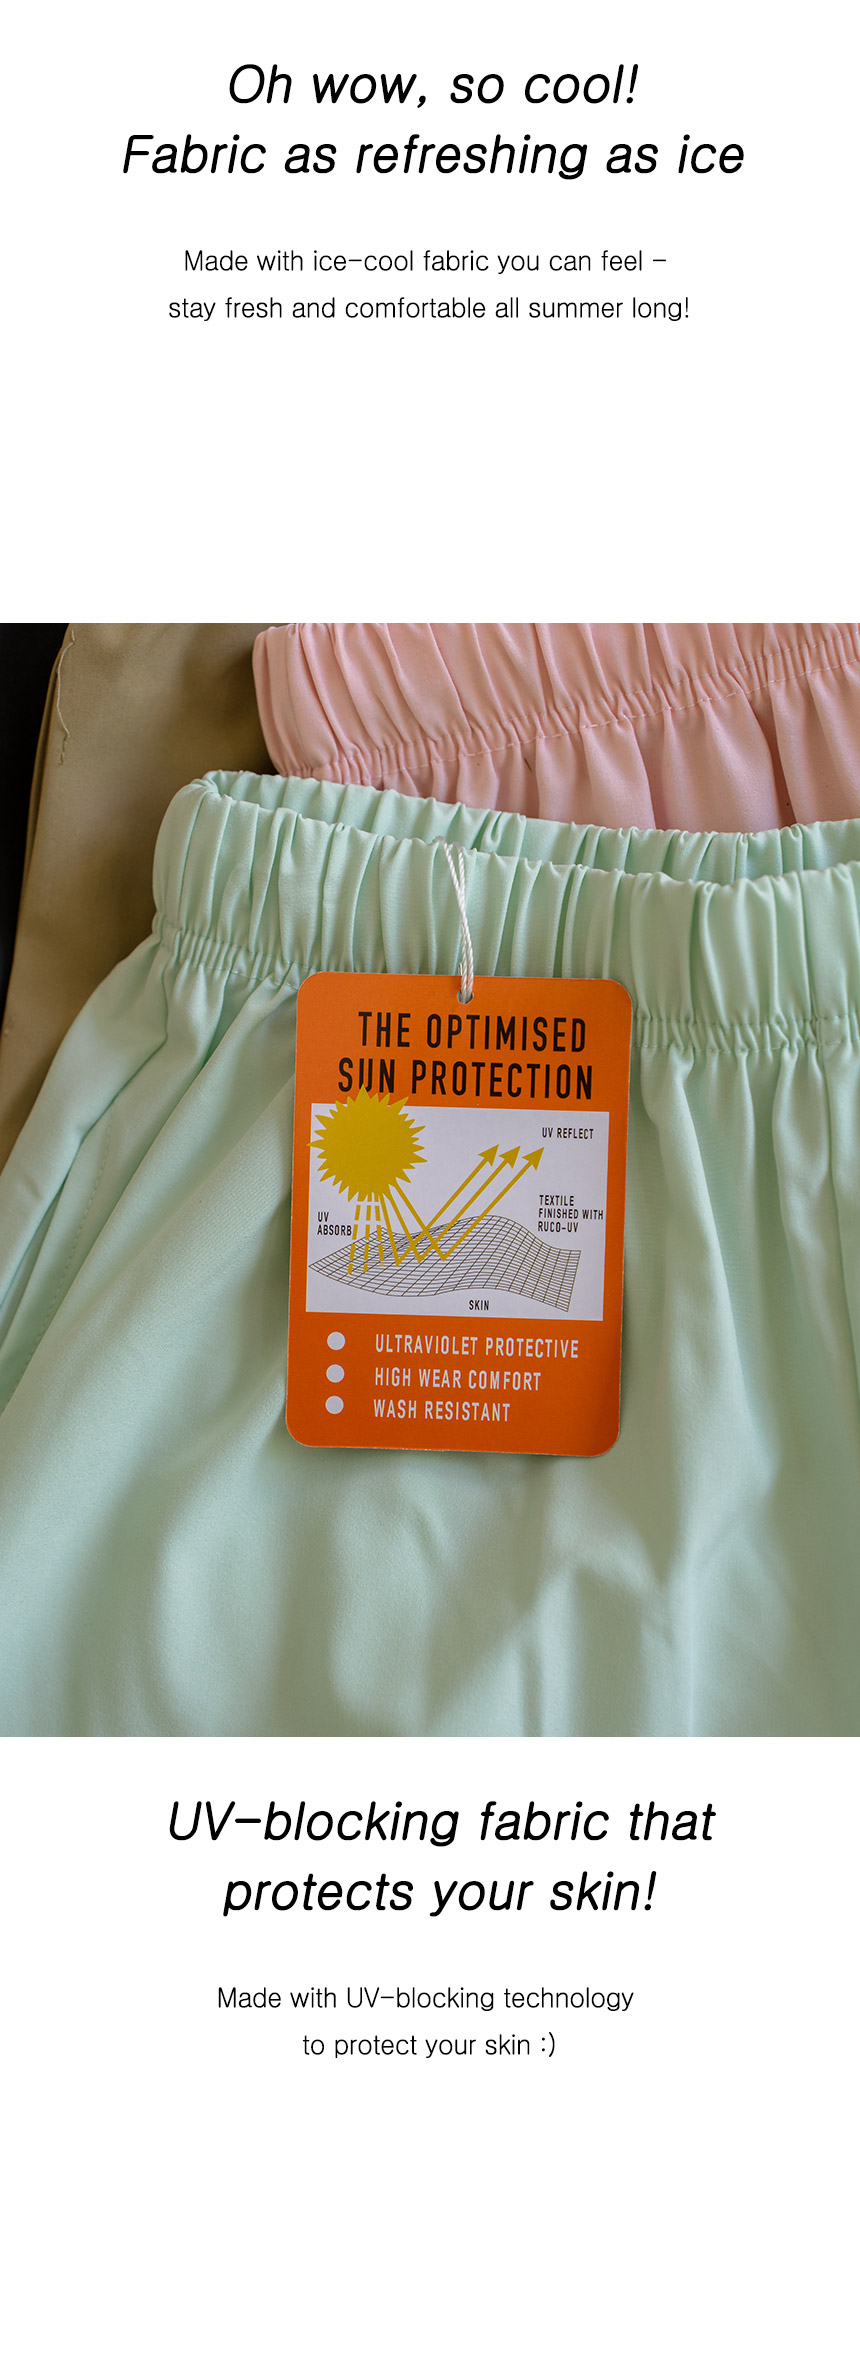 Oh wow, so cool!
Fabric as refreshing as ice
Made with ice-cool fabric you can feel -
stay fresh and comfortable all summer long!
THE OPTIMISED
SUN PROTECTION
UV REFLECT
UV
ABSORB
TEXTILE
FINISHED WITH
RUCO-UV
SKIN
ULTRAVIOLET PROTECTIVE
HIGH WEAR COMFORT
WASH RESISTANT
UV-blocking fabric that
protects your skin!
Made with UV-blocking technology
to protect your skin :)